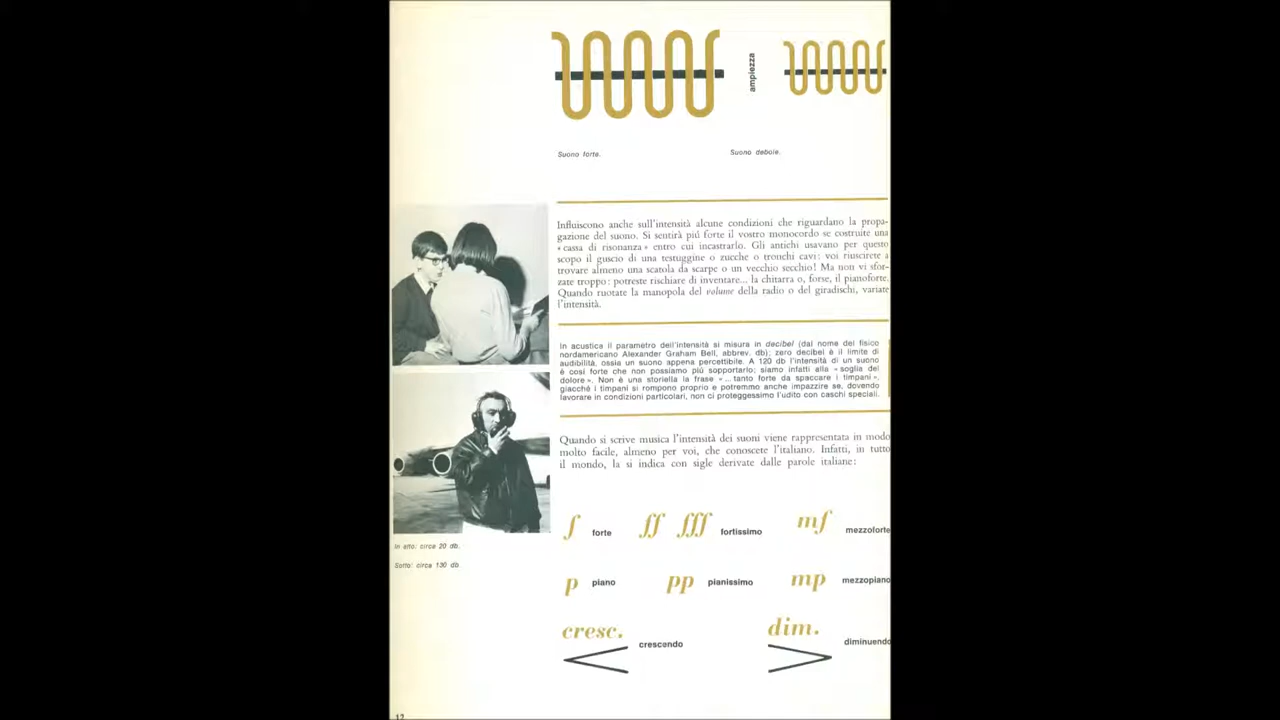 ampiezza
Suono forte.
Suono debole.
Influiscono anche sull'intensità alcune condizioni che riguardano la propa-
gazione del suono. Si sentirà piú forte il vostro monocordo se costruite una
« cassa di risonanza » entro cui incastrarlo. Gli antichi usavano per questo
scopo il guscio di una testuggine o zucche o tronchi cavi: voi riuscirete a
trovare almeno una scatola da scarpe o un vecchio secchio! Ma non vi sfor-
zate troppo: potreste rischiare di inventare... la chitarra o, forse, il pianoforte.
Quando ruotate la manopola del volume della radio o del giradischi, variate
l'intensità.
In acustica il parametro dell'intensità si misura in decibel (dal nome del fisico
nordamericano Alexander Graham Bell, abbrev. db); zero decibel è il limite di
audibilità, ossia un suono appena percettibile. A 120 db l'intensità di un suono
è cosí forte che non possiamo piú sopportarlo; siamo infatti alla « soglia del
dolore ». Non è una storiella la frase « ... tanto forte da spaccare i timpani »,
giacché i timpani si rompono proprio e potremmo anche impazzire se, dovendo
lavorare in condizioni particolari, non ci proteggessimo l'udito con caschi speciali.
Quando si scrive musica l'intensità dei suoni viene rappresentata in modo
molto facile, almeno per voi, che conoscete l'italiano. Infatti, in tutto
il mondo, la si indica con sigle derivate dalle parole italiane:
f forte ff fff fortissimo mf mezzoforte
In alto: circa 20 db.
Sotto: circa 130 db
p piano pp pianissimo mp mezzopiano
cresc. crescendo dim. diminuendo
12